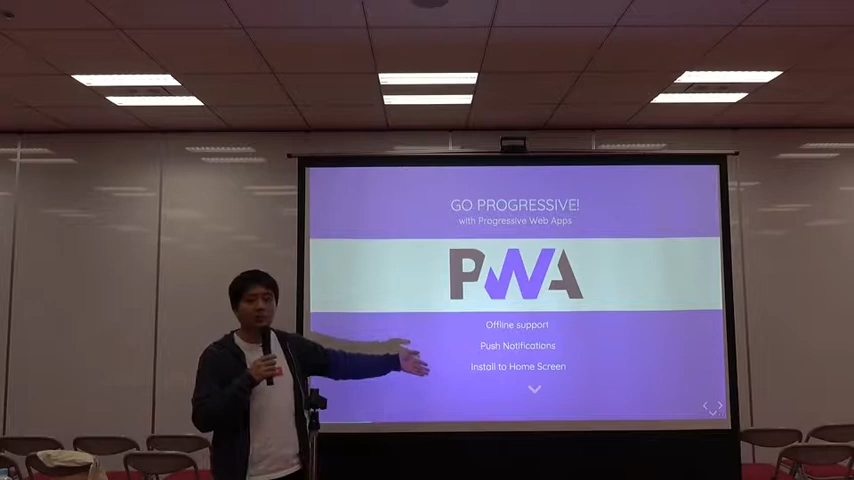 GO PROGRESSIVE!
with Progressive Web Apps
PWA
Offline support
Push Notifications
Install to Home Screen